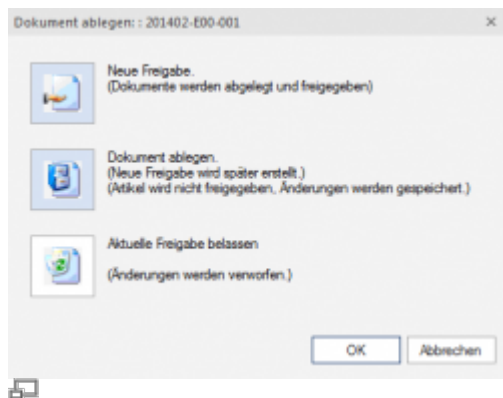 Dokument ablegen: : 201402-E00-001
Neue Freigabe.
(Dokumente werden abgelegt und freigegeben)
Dokument ablegen.
(Neue Freigabe wird später erstellt.)
(Artikel wird nicht freigegeben, Änderungen werden gespeichert.)
Aktuelle Freigabe belassen
(Änderungen werden verworfen.)
OK
Abbrechen